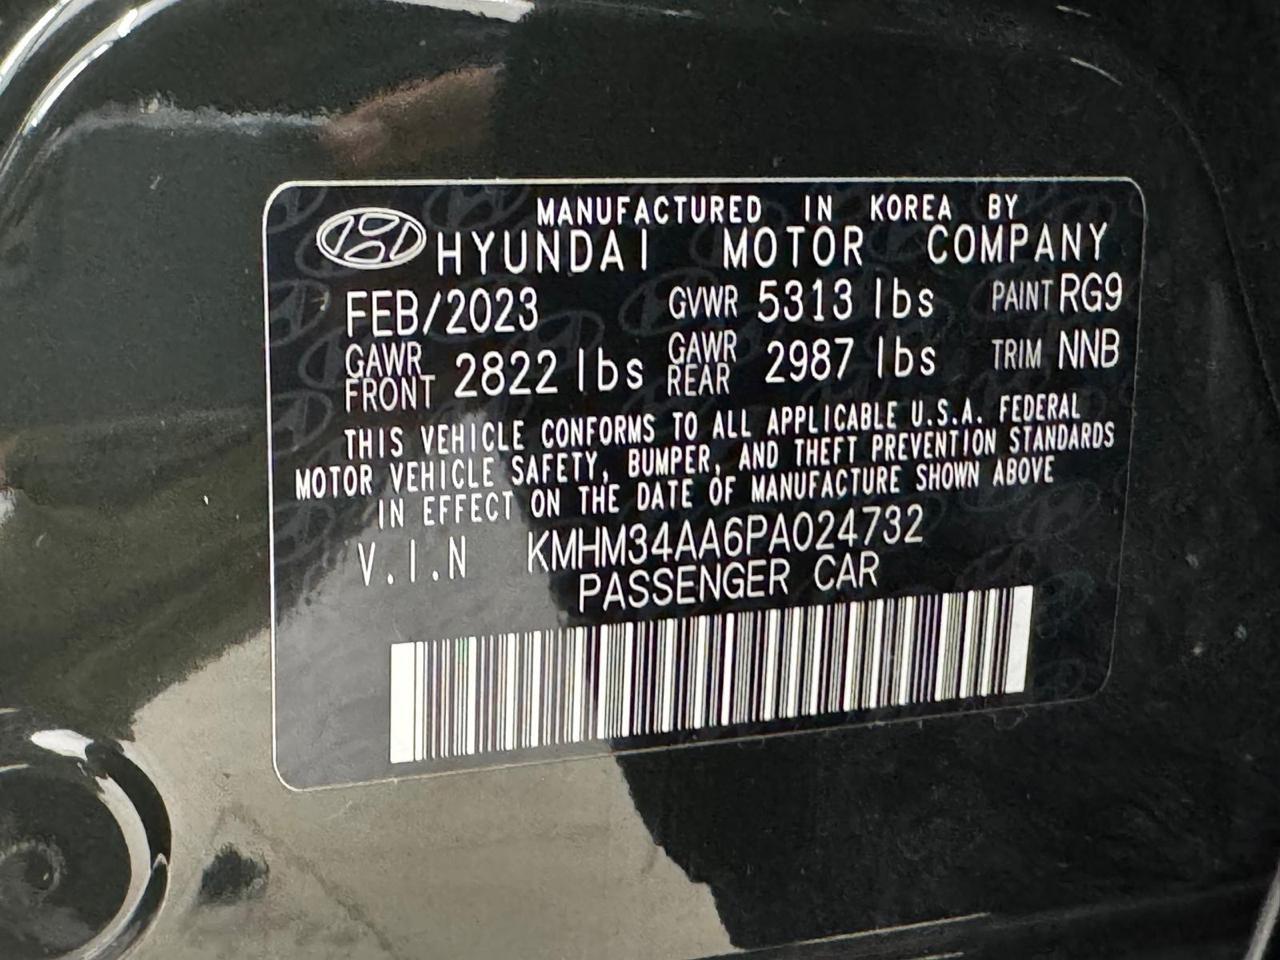 MANUFACTURED IN KOREA BY
HYUNDAI MOTOR COMPANY
FEB/2023 GVWR 5313 lbs PAINT RG9
GAWR FRONT 2822 lbs GAWR REAR 2987 lbs TRIM NNB
THIS VEHICLE CONFORMS TO ALL APPLICABLE U.S.A. FEDERAL
MOTOR VEHICLE SAFETY, BUMPER, AND THEFT PREVENTION STANDARDS
IN EFFECT ON THE DATE OF MANUFACTURE SHOWN ABOVE
V.I.N KMHM34AA6PA024732
PASSENGER CAR